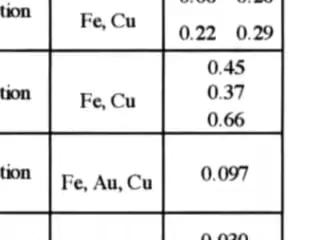 tion Fe, Cu
0.22 0.29
0.45
tion Fe, Cu 0.37
0.66
tion Fe, Au, Cu 0.097